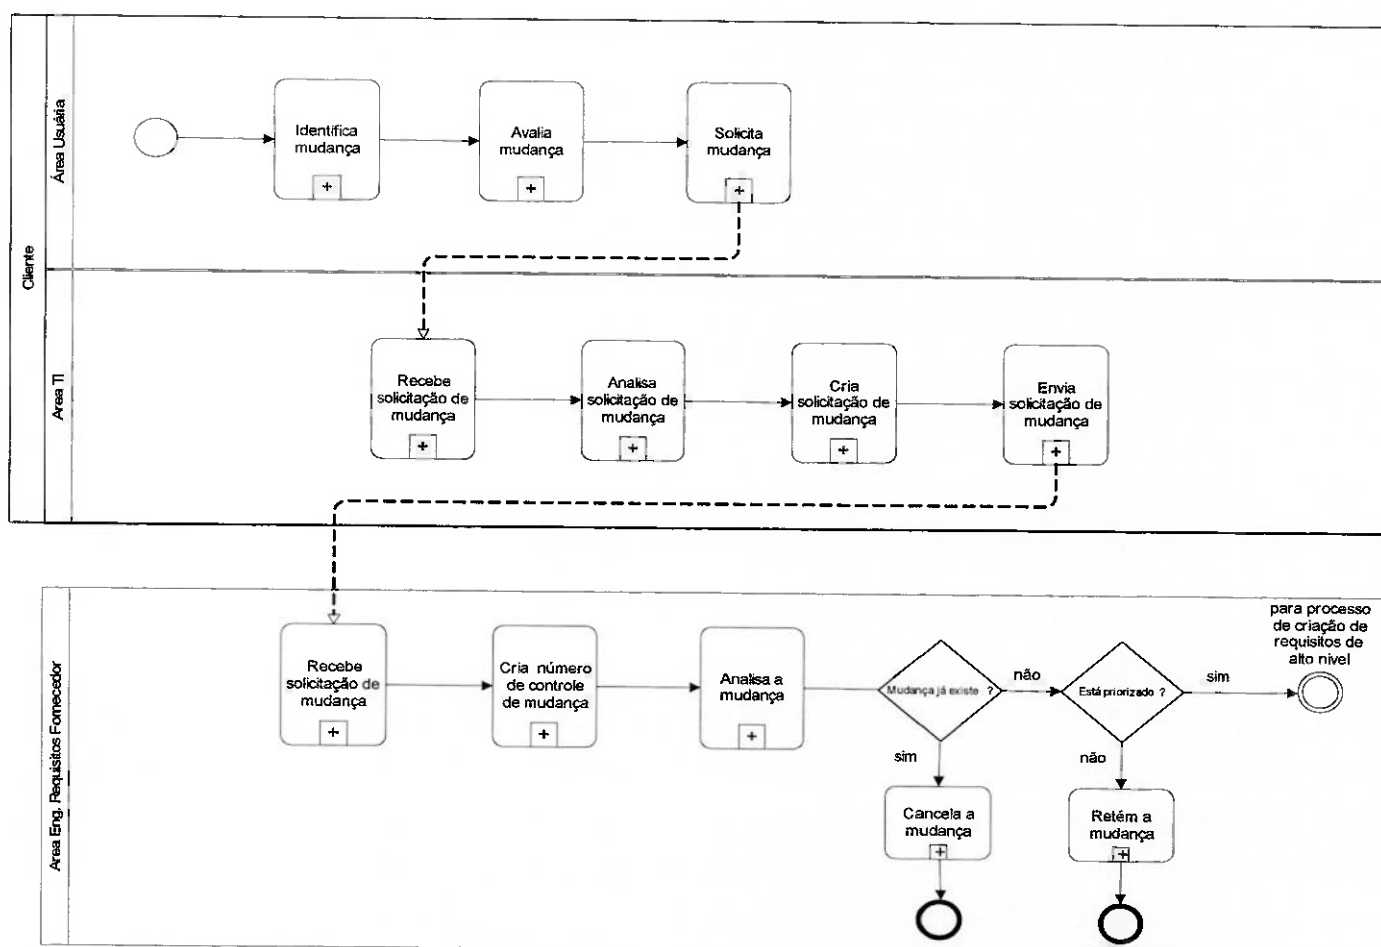 Cliente
Área Usuária
Identifica
mudança
+
Avalia
mudança
+
Solicita
mudança
+
Área TI
Recebe
solicitação de
mudança
+
Analisa
solicitação de
mudança
+
Cria
solicitação de
mudança
+
Envia
solicitação de
mudança
+
Area Eng. Requisitos Fornecedor
Recebe
solicitação de
mudança
+
Cria número
de controle
de mudança
+
Analisa a
mudança
+
Mudança já existe ?
não
Está priorizado ?
sim
para processo
de criação de
requisitos de
alto nivel
sim
não
Cancela a
mudança
+
Retém a
mudança
+